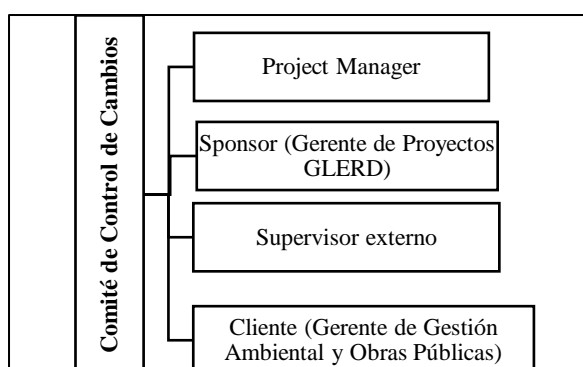 Comité de Control de Cambios
Project Manager
Sponsor (Gerente de Proyectos
GLERD)
Supervisor externo
Cliente (Gerente de Gestión
Ambiental y Obras Públicas)